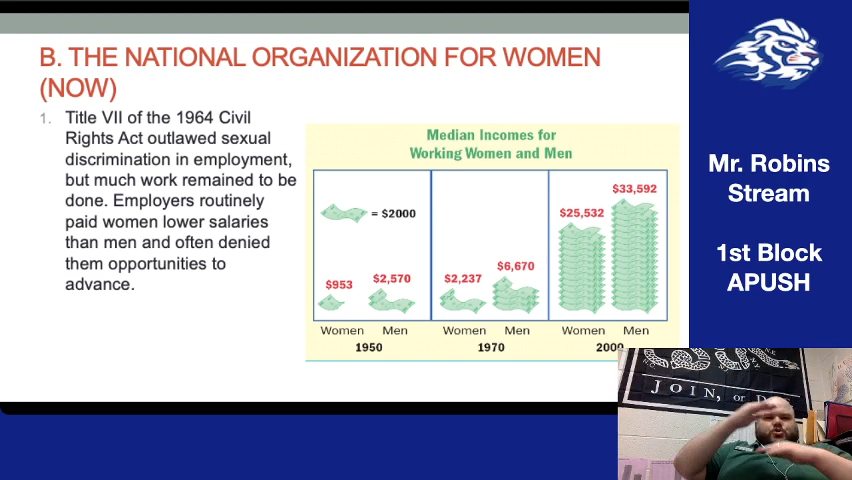 B. THE NATIONAL ORGANIZATION FOR WOMEN
(NOW)
1. Title VII of the 1964 Civil
Rights Act outlawed sexual
discrimination in employment,
but much work remained to be
done. Employers routinely
paid women lower salaries
than men and often denied
them opportunities to
advance.
Median Incomes for
Working Women and Men
= $2000
$953
$2,570
$2,237
$6,670
$25,532
$33,592
Women Men Women Men Women Men
1950 1970 2000
Mr. Robins
Stream
1st Block
APUSH
JOIN, or